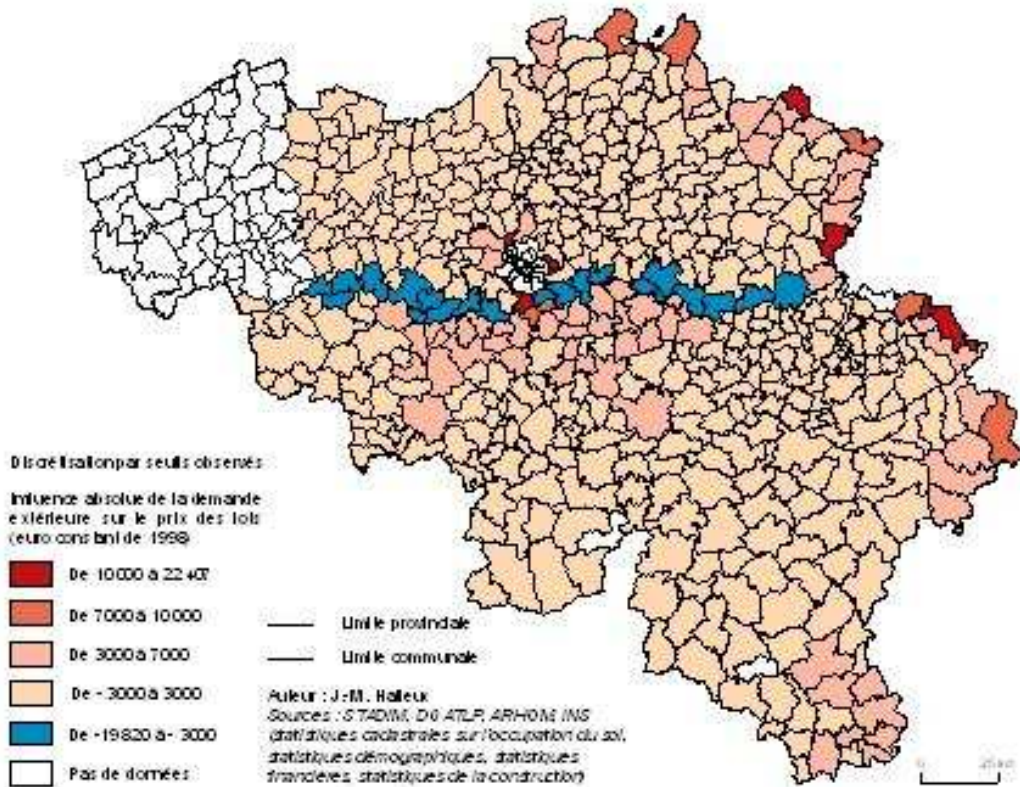 Discrétisation par seuils observés
Influence absolue de la demande
extérieure sur le prix des lots
(euro constant de 1998)
De 10000 à 22407
De 7000 à 10000
De 3000 à 7000
De - 3000 à 3000
De -19820 à - 3000
Pas de données
Limite provinciale
Limite communale
Auteur : J.-M. Halleux
Sources : STADIM, DG ATLP, ARHOM, INS
(statistiques cadastrales sur l'occupation du sol,
statistiques démographiques, statistiques
financières, statistiques de la construction)
0